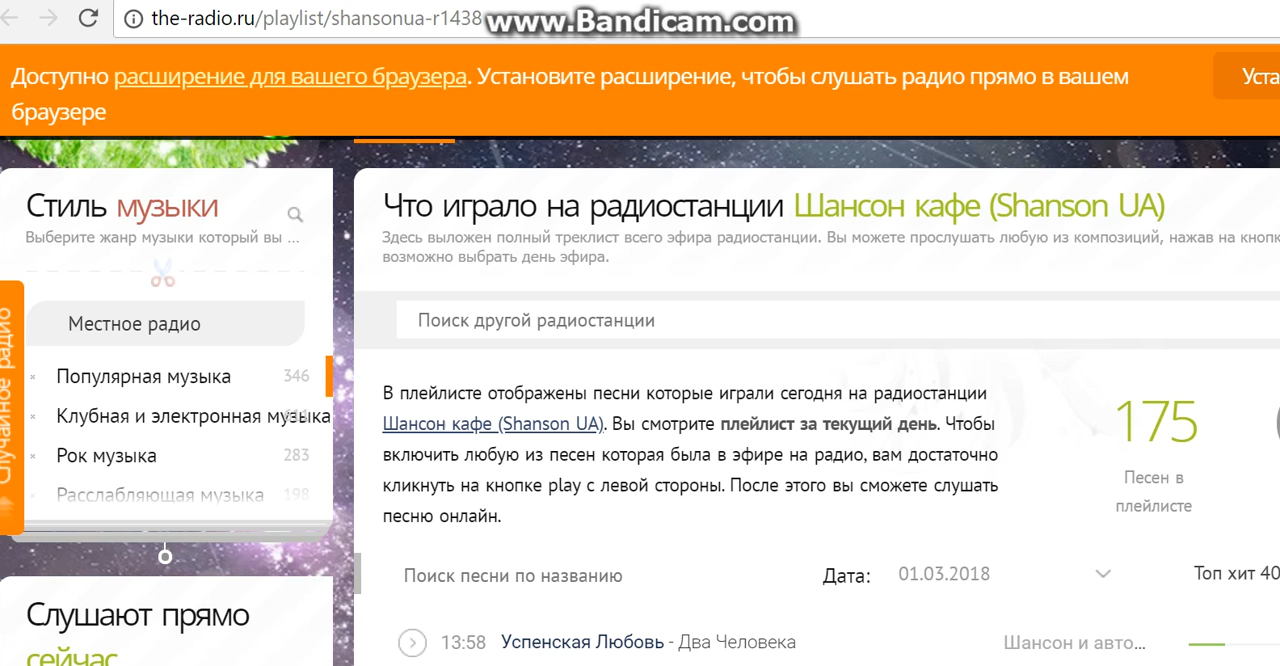 the-radio.ru/playlist/shansonua-r1438
www.Bandicam.com
Доступно расширение для вашего браузера. Установите расширение, чтобы слушать радио прямо в вашем
браузере
Уста
Стиль музыки
Выберите жанр музыки который вы ...
Случайное радио
Местное радио
Популярная музыка 346
Клубная и электронная музыка
Рок музыка 283
Расслабляющая музыка 198
Слушают прямо
сейчас
Что играло на радиостанции Шансон кафе (Shanson UA)
Здесь выложен полный треклист всего эфира радиостанции. Вы можете прослушать любую из композиций, нажав на кнопк
возможно выбрать день эфира.
Поиск другой радиостанции
В плейлисте отображены песни которые играли сегодня на радиостанции
Шансон кафе (Shanson UA). Вы смотрите плейлист за текущий день. Чтобы
включить любую из песен которая была в эфире на радио, вам достаточно
кликнуть на кнопке play с левой стороны. После этого вы сможете слушать
песню онлайн.
175
Песен в
плейлисте
Поиск песни по названию
Дата: 01.03.2018
Топ хит 40
13:58 Успенская Любовь - Два Человека
Шансон и авто...